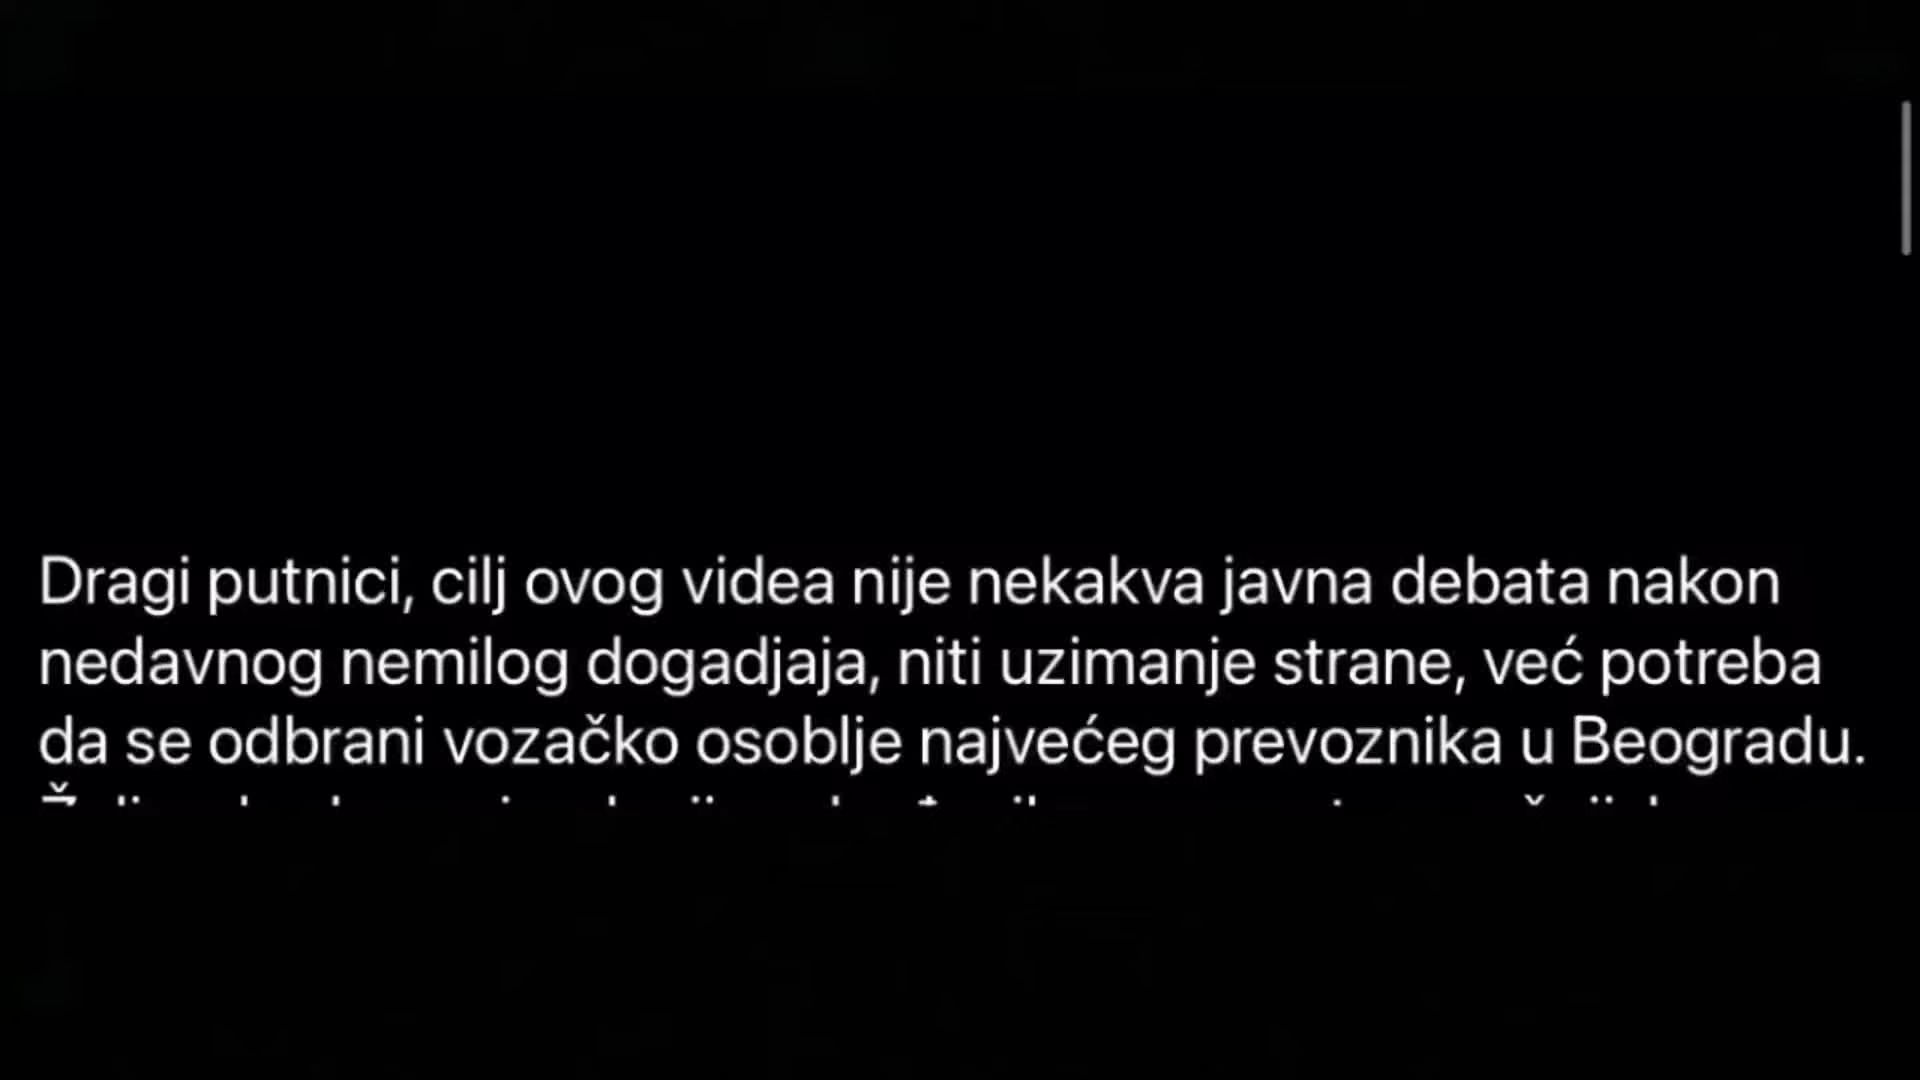 Dragi putnici, cilj ovog videa nije nekakva javna debata nakon
nedavnog nemilog dogadjaja, niti uzimanje strane, već potreba
da se odbrani vozačko osoblje najvećeg prevoznika u Beogradu.